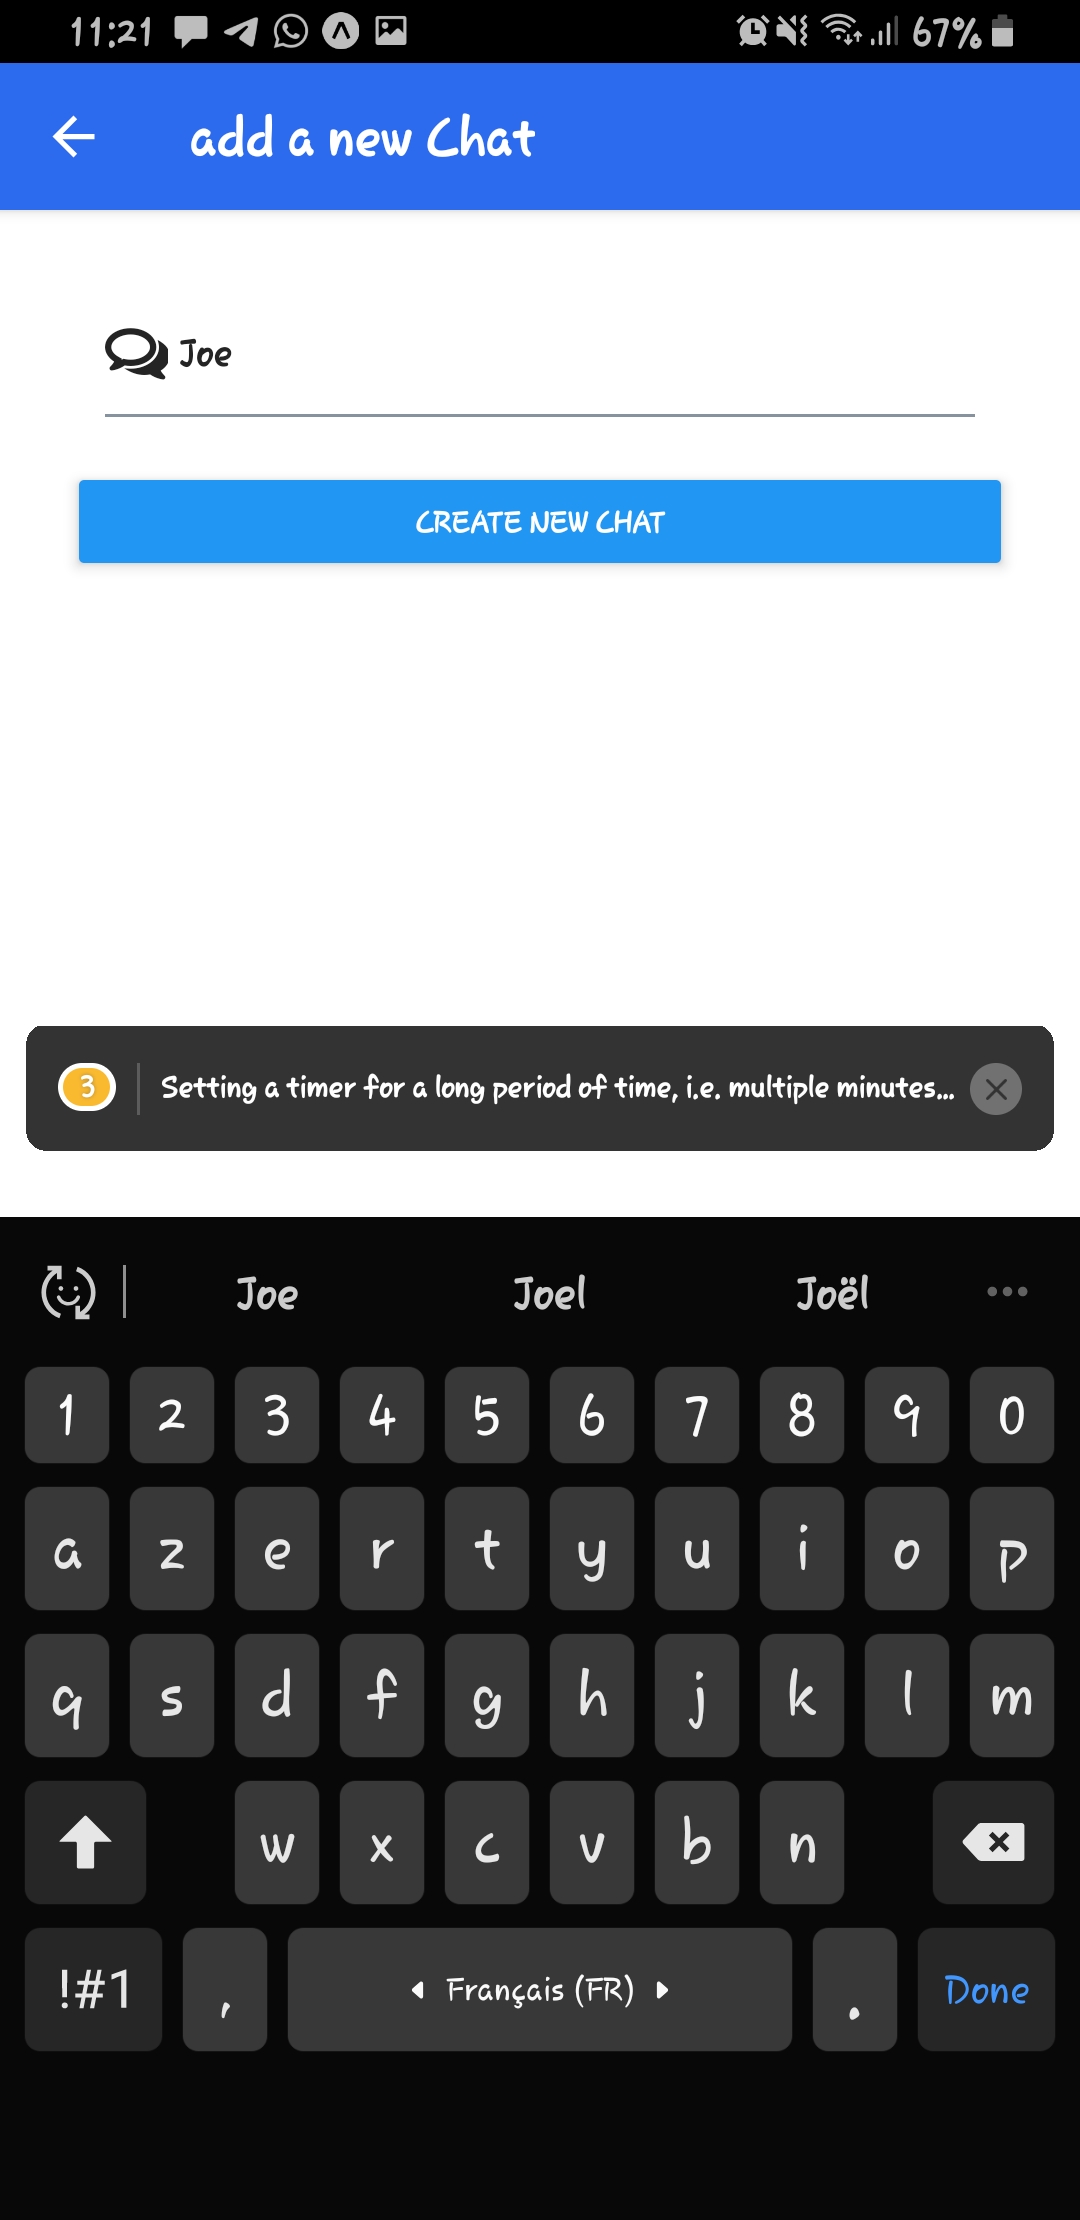 11:21 67%
add a new Chat
Joe
CREATE NEW CHAT
3 Setting a timer for a long period of time, i.e. multiple minutes...
Joe Joel Joël
1 2 3 4 5 6 7 8 9 0
a z e r t y u i o p
q s d f g h j k l m
w x c v b n
!#1 , Français (FR) . Done